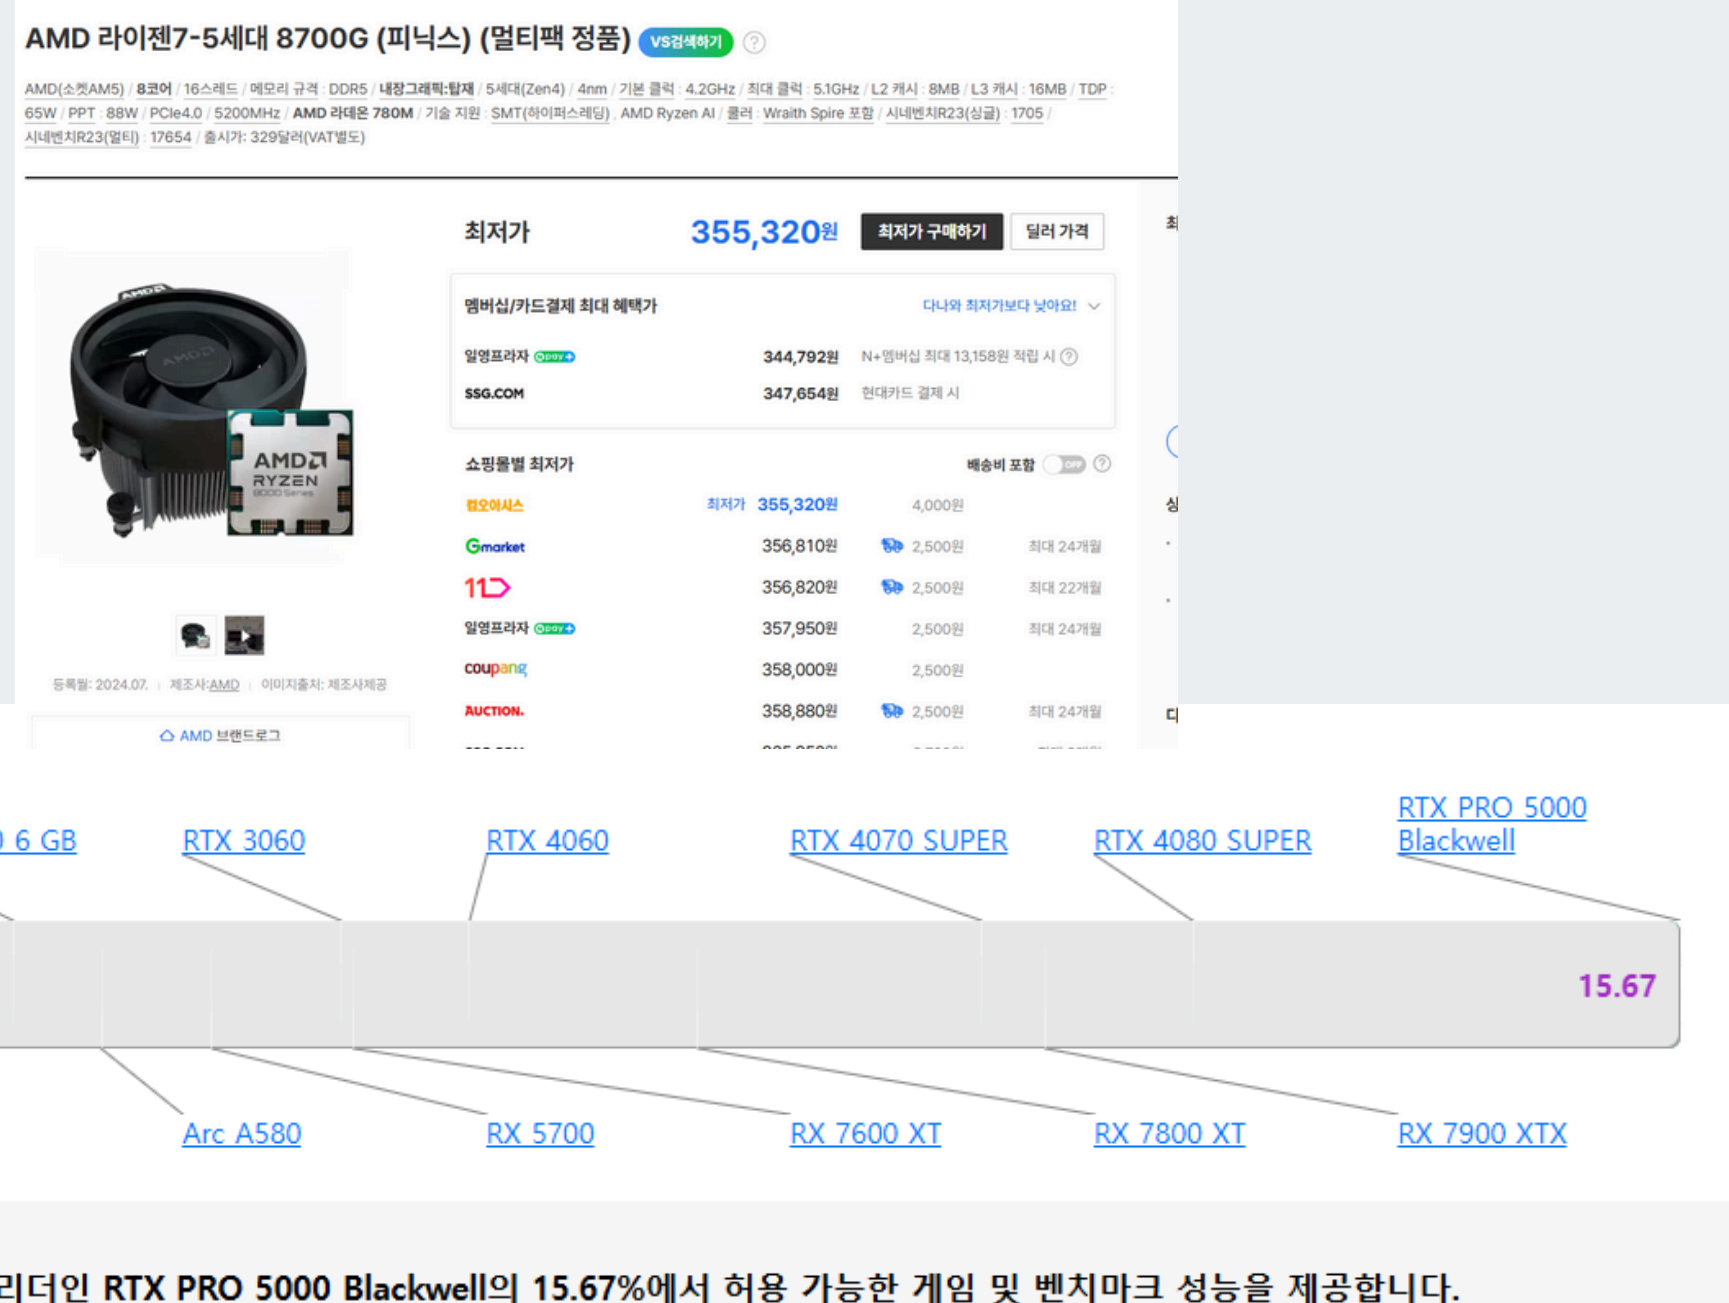 AMD 라이젠7-5세대 8700G (피닉스) (멀티팩 정품) VS검색하기 ?
AMD(소켓AM5) / 8코어 / 16스레드 / 메모리 규격 : DDR5 / 내장그래픽:탑재 / 5세대(Zen4) / 4nm / 기본 클럭 : 4.2GHz / 최대 클럭 : 5.1GHz / L2 캐시 : 8MB / L3 캐시 : 16MB / TDP :
65W / PPT : 88W / PCIe4.0 / 5200MHz / AMD 라데온 780M / 기술 지원 : SMT(하이퍼스레딩) , AMD Ryzen AI / 쿨러 : Wraith Spire 포함 / 시네벤치R23(싱글) : 1705 /
시네벤치R23(멀티) : 17654 / 출시가: 329달러(VAT별도)
AMD
AMD
AMD
RYZEN
8000 Series
등록월: 2024.07. | 제조사:AMD | 이미지출처: 제조사제공
AMD 브랜드로그
최저가 355,320원 최저가 구매하기 딜러 가격
멤버십/카드결제 최대 혜택가 다나와 최저가보다 낮아요!
일영프라자 N pay+ 344,792원 N+멤버십 최대 13,158원 적립 시 ?
SSG.COM 347,654원 현대카드 결제 시
쇼핑몰별 최저가 배송비 포함 OFF ?
컴오아시스 최저가 355,320원 4,000원
Gmarket 356,810원 2,500원 최대 24개월
11 356,820원 2,500원 최대 22개월
일영프라자 N pay+ 357,950원 2,500원 최대 24개월
coupang 358,000원 2,500원
AUCTION. 358,880원 2,500원 최대 24개월
RTX 3060
RTX 4060
RTX 4070 SUPER
RTX 4080 SUPER
RTX PRO 5000
Blackwell
6 GB
15.67
Arc A580
RX 5700
RX 7600 XT
RX 7800 XT
RX 7900 XTX
리더인 RTX PRO 5000 Blackwell의 15.67%에서 허용 가능한 게임 및 벤치마크 성능을 제공합니다.